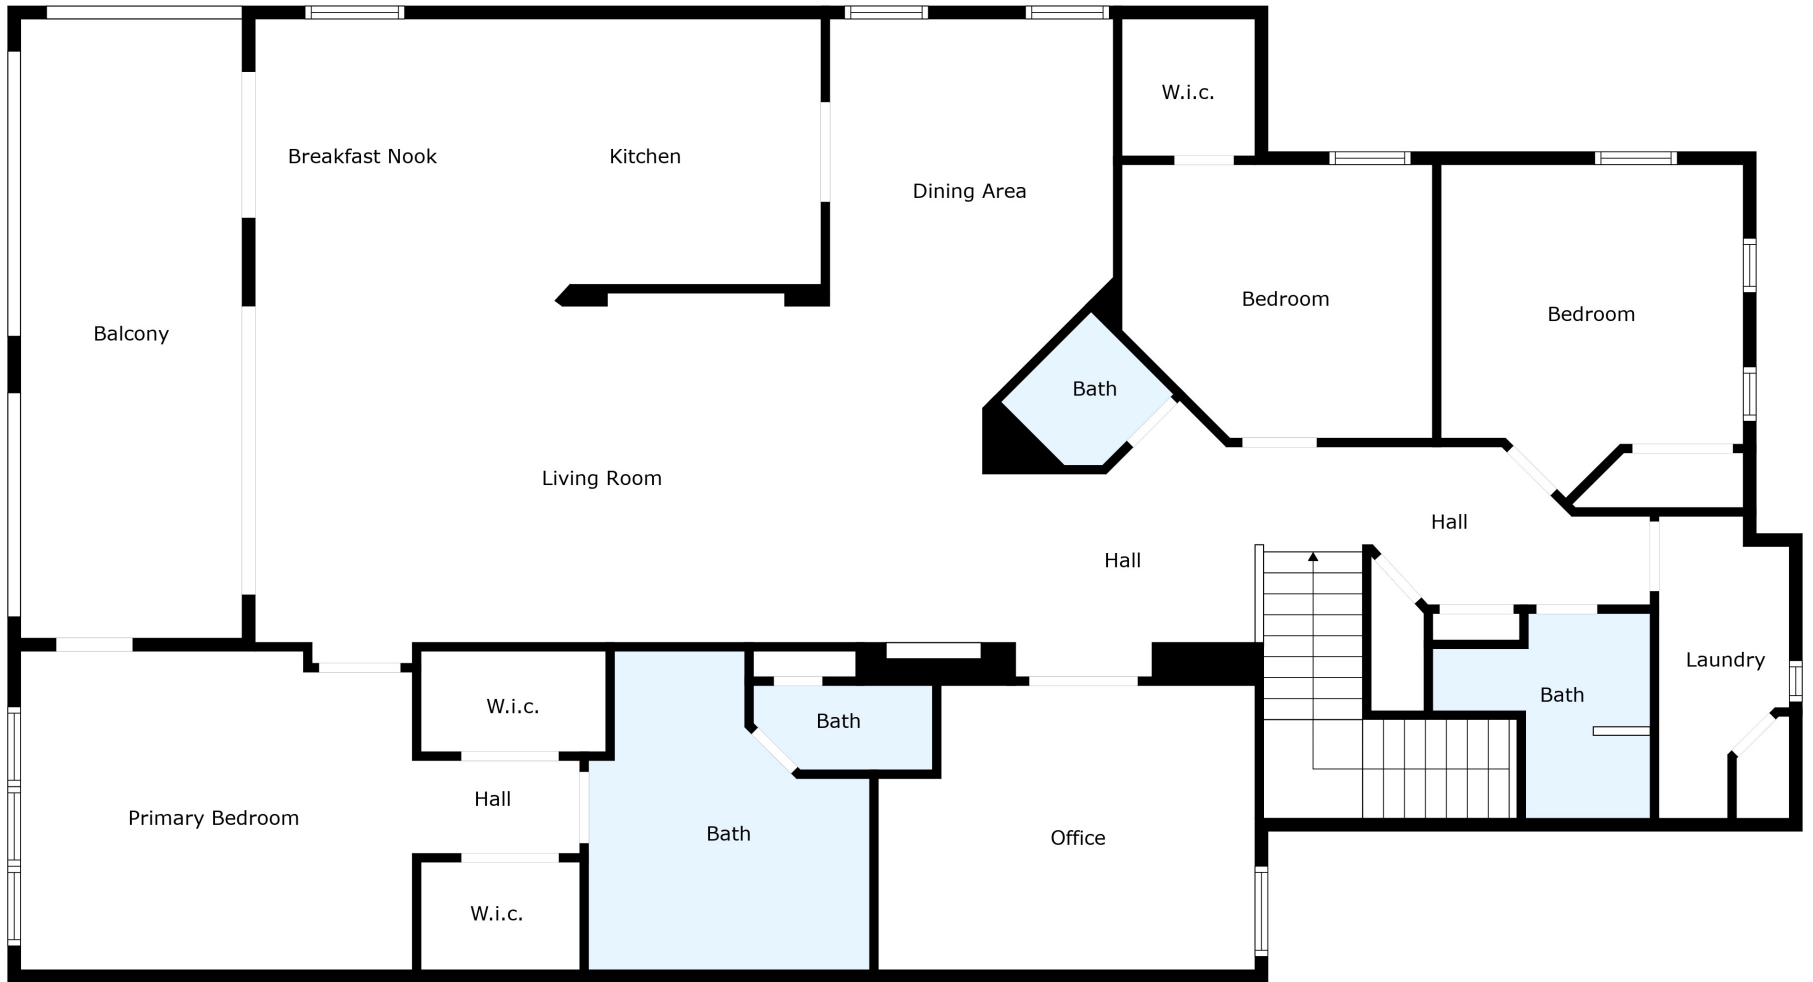 W.i.c.
Breakfast Nook
Kitchen
Dining Area
Bedroom
Bedroom
Balcony
Bath
Living Room
Hall
Hall
Laundry
Bath
W.i.c.
Bath
Hall
Primary Bedroom
Bath
Office
W.i.c.